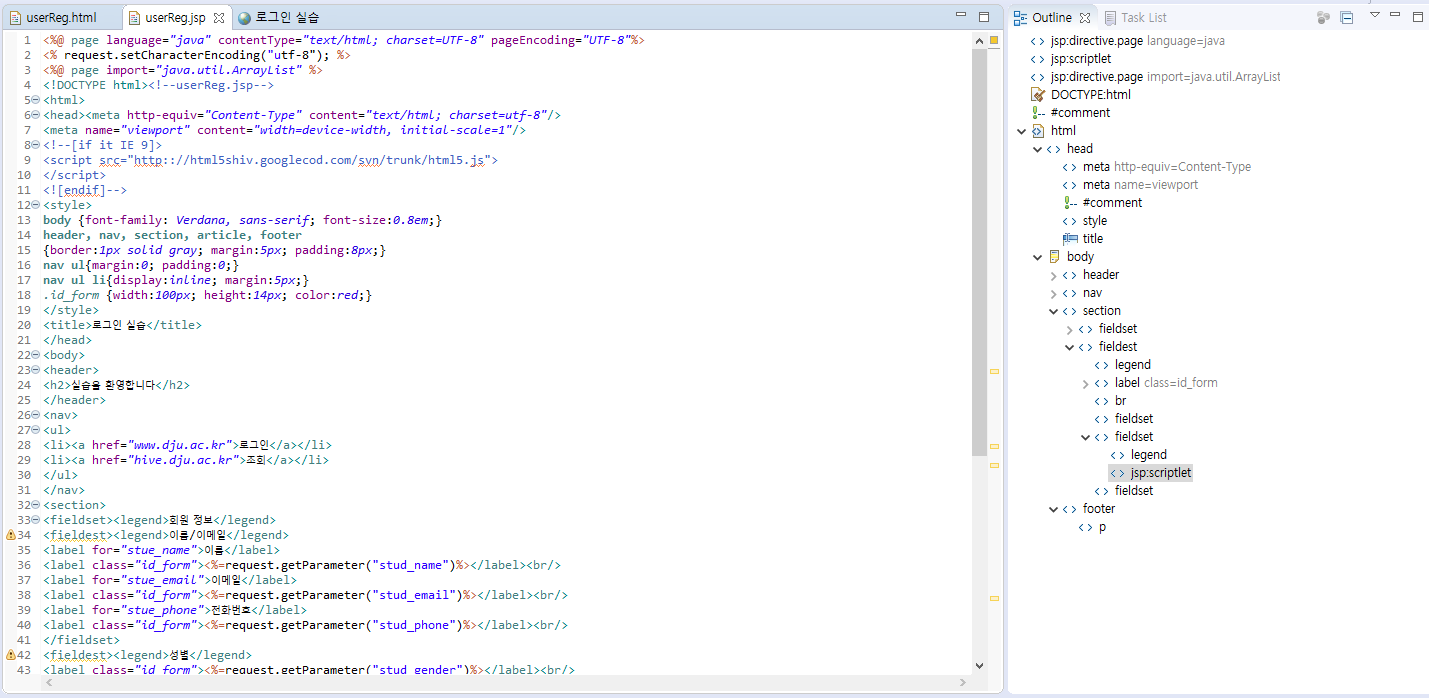 userReg.html
userReg.jsp
로그인 실습
1 <%@ page language="java" contentType="text/html; charset=UTF-8" pageEncoding="UTF-8"%>
2 <% request.setCharacterEncoding("utf-8"); %>
3 <%@ page import="java.util.ArrayList" %>
4 <!DOCTYPE html><!--userReg.jsp-->
5 <html>
6 <head><meta http-equiv="Content-Type" content="text/html; charset=utf-8"/>
7 <meta name="viewport" content="width=device-width, initial-scale=1"/>
8 <!--[if it IE 9]>
9 <script src="http:://html5shiv.googlecod.com/svn/trunk/html5.js">
10 </script>
11 <![endif]-->
12 <style>
13 body {font-family: Verdana, sans-serif; font-size:0.8em;}
14 header, nav, section, article, footer
15 {border:1px solid gray; margin:5px; padding:8px;}
16 nav ul{margin:0; padding:0;}
17 nav ul li{display:inline; margin:5px;}
18 .id_form {width:100px; height:14px; color:red;}
19 </style>
20 <title>로그인 실습</title>
21 </head>
22 <body>
23 <header>
24 <h2>실습을 환영합니다</h2>
25 </header>
26 <nav>
27 <ul>
28 <li><a href="www.dju.ac.kr">로그인</a></li>
29 <li><a href="hive.dju.ac.kr">조회</a></li>
30 </ul>
31 </nav>
32 <section>
33 <fieldset><legend>회원 정보</legend>
34 <fieldest><legend>이름/이메일</legend>
35 <label for="stue_name">이름</label>
36 <label class="id_form"><%=request.getParameter("stud_name")%></label><br/>
37 <label for="stue_email">이메일</label>
38 <label class="id_form"><%=request.getParameter("stud_email")%></label><br/>
39 <label for="stue_phone">전화번호</label>
40 <label class="id_form"><%=request.getParameter("stud_phone")%></label><br/>
41 </fieldset>
42 <fieldest><legend>성별</legend>
43 <label class="id_form"><%=request.getParameter("stud_gender")%></label><br/>
Outline
Task List
jsp:directive.page language=java
jsp:scriptlet
jsp:directive.page import=java.util.ArrayList
DOCTYPE:html
#comment
html
head
meta http-equiv=Content-Type
meta name=viewport
#comment
style
title
body
header
nav
section
fieldset
fieldest
legend
label class=id_form
br
fieldset
fieldset
legend
jsp:scriptlet
fieldset
footer
p